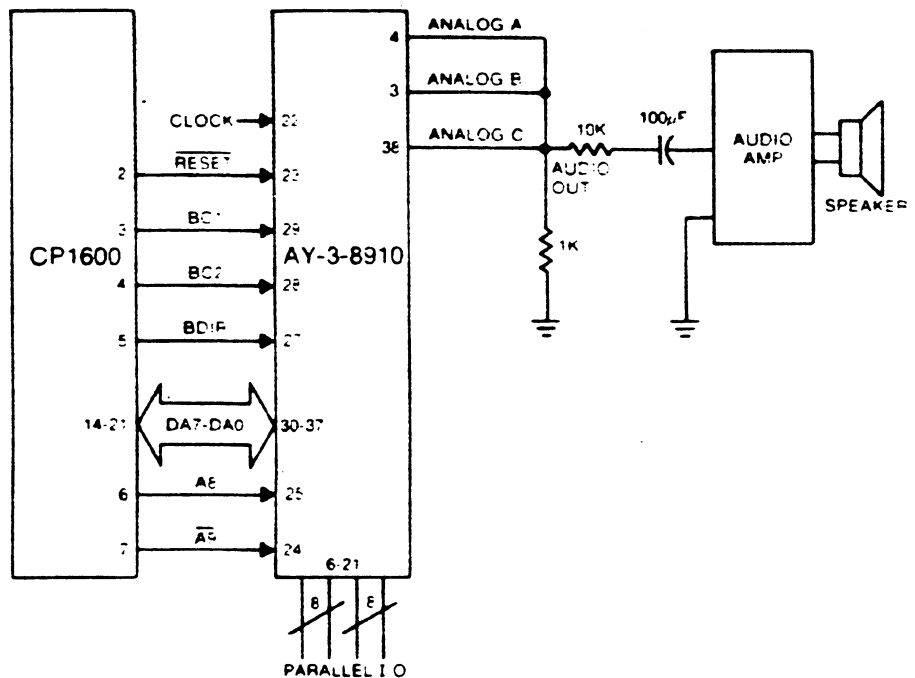 ANALOG A
4
ANALOG B
3
ANALOG C
38
10K
100µF
AUDIO OUT
1K
AUDIO AMP
SPEAKER
CLOCK
22
2
RESET
23
3
BC1
29
CP1600
AY-3-8910
4
BC2
28
5
BDIR
27
14-21
DA7-DA0
30-37
6
A8
25
7
A9
24
6-21
8
8
PARALLEL I O